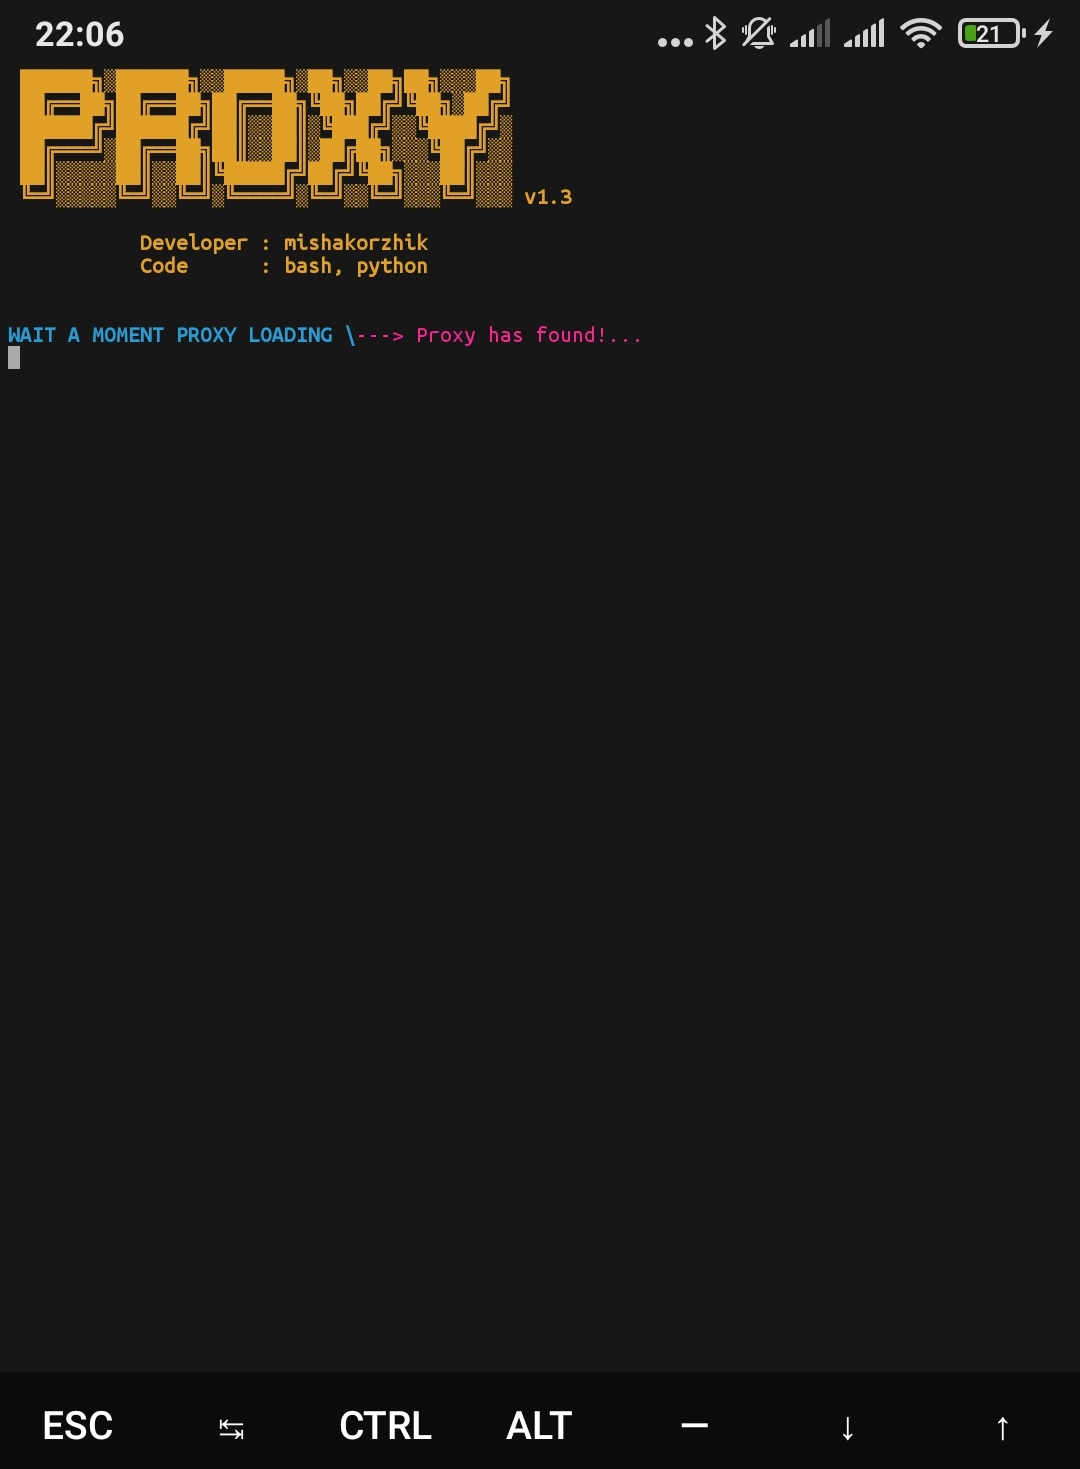 22:06
21
PROXY
v1.3
Developer : mishakorzhik
Code      : bash, python
WAIT A MOMENT PROXY LOADING \---> Proxy has found!...
ESC ↹ CTRL ALT — ↓ ↑